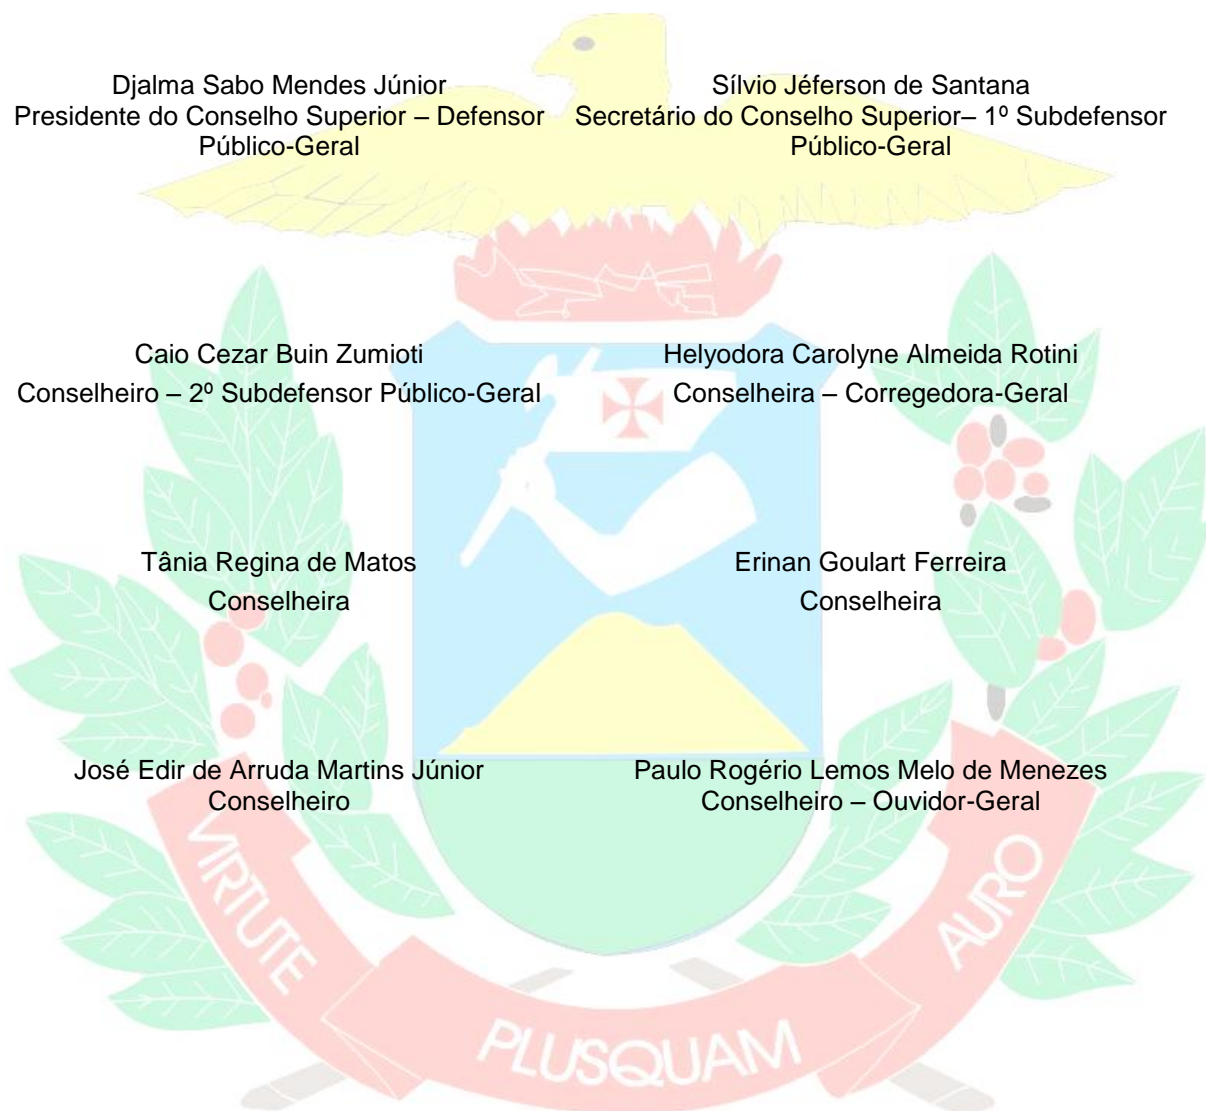 Djalma Sabo Mendes Júnior
Presidente do Conselho Superior – Defensor
Público-Geral
Sílvio Jéferson de Santana
Secretário do Conselho Superior– 1º Subdefensor
Público-Geral
Caio Cezar Buin Zumioti
Conselheiro – 2º Subdefensor Público-Geral
Helyodora Carolyne Almeida Rotini
Conselheira – Corregedora-Geral
Tânia Regina de Matos
Conselheira
Erinan Goulart Ferreira
Conselheira
José Edir de Arruda Martins Júnior
Conselheiro
Paulo Rogério Lemos Melo de Menezes
Conselheiro – Ouvidor-Geral
VIRTUTE
PLUSQUAM
AURO